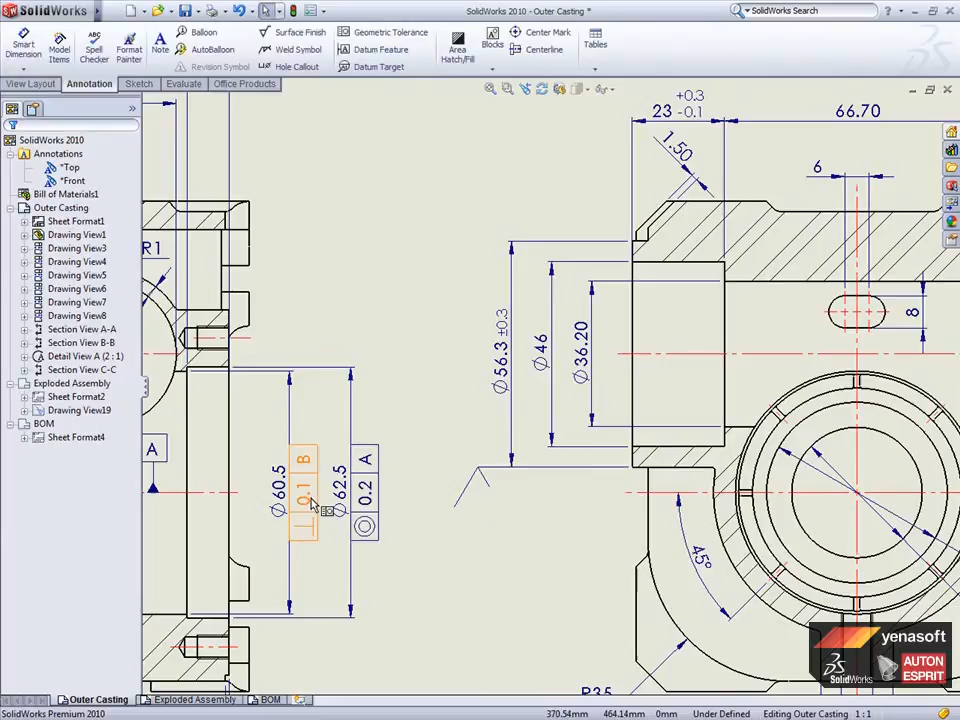 SolidWorks
SolidWorks 2010 - Outer Casting *
SolidWorks Search
Smart Dimension
Model Items
Spell Checker
Format Painter
Note
Balloon
AutoBalloon
Revision Symbol
Surface Finish
Weld Symbol
Hole Callout
Geometric Tolerance
Datum Feature
Datum Target
Area Hatch/Fill
Blocks
Center Mark
Centerline
Tables
View Layout
Annotation
Sketch
Evaluate
Office Products
SolidWorks 2010
Annotations
*Top
*Front
Bill of Materials1
Outer Casting
Sheet Format1
Drawing View1
Drawing View3
Drawing View4
Drawing View5
Drawing View6
Drawing View7
Drawing View8
Section View A-A
Section View B-B
Detail View A (2 : 1)
Section View C-C
Exploded Assembly
Sheet Format2
Drawing View19
BOM
Sheet Format4
R1
A
Ø60.5
⊥ 0.1 B
Ø62.5
◎ 0.2 A
23 +0.3 -0.1
66.70
1.50
6
8
Ø56.3 ±0.3
Ø46
Ø36.20
45°
R35
yenasoft
SolidWorks
AUTON ESPRIT
Outer Casting
Exploded Assembly
BOM
SolidWorks Premium 2010
370.54mm
464.14mm
0mm
Under Defined
Editing Outer Casting
1 : 1